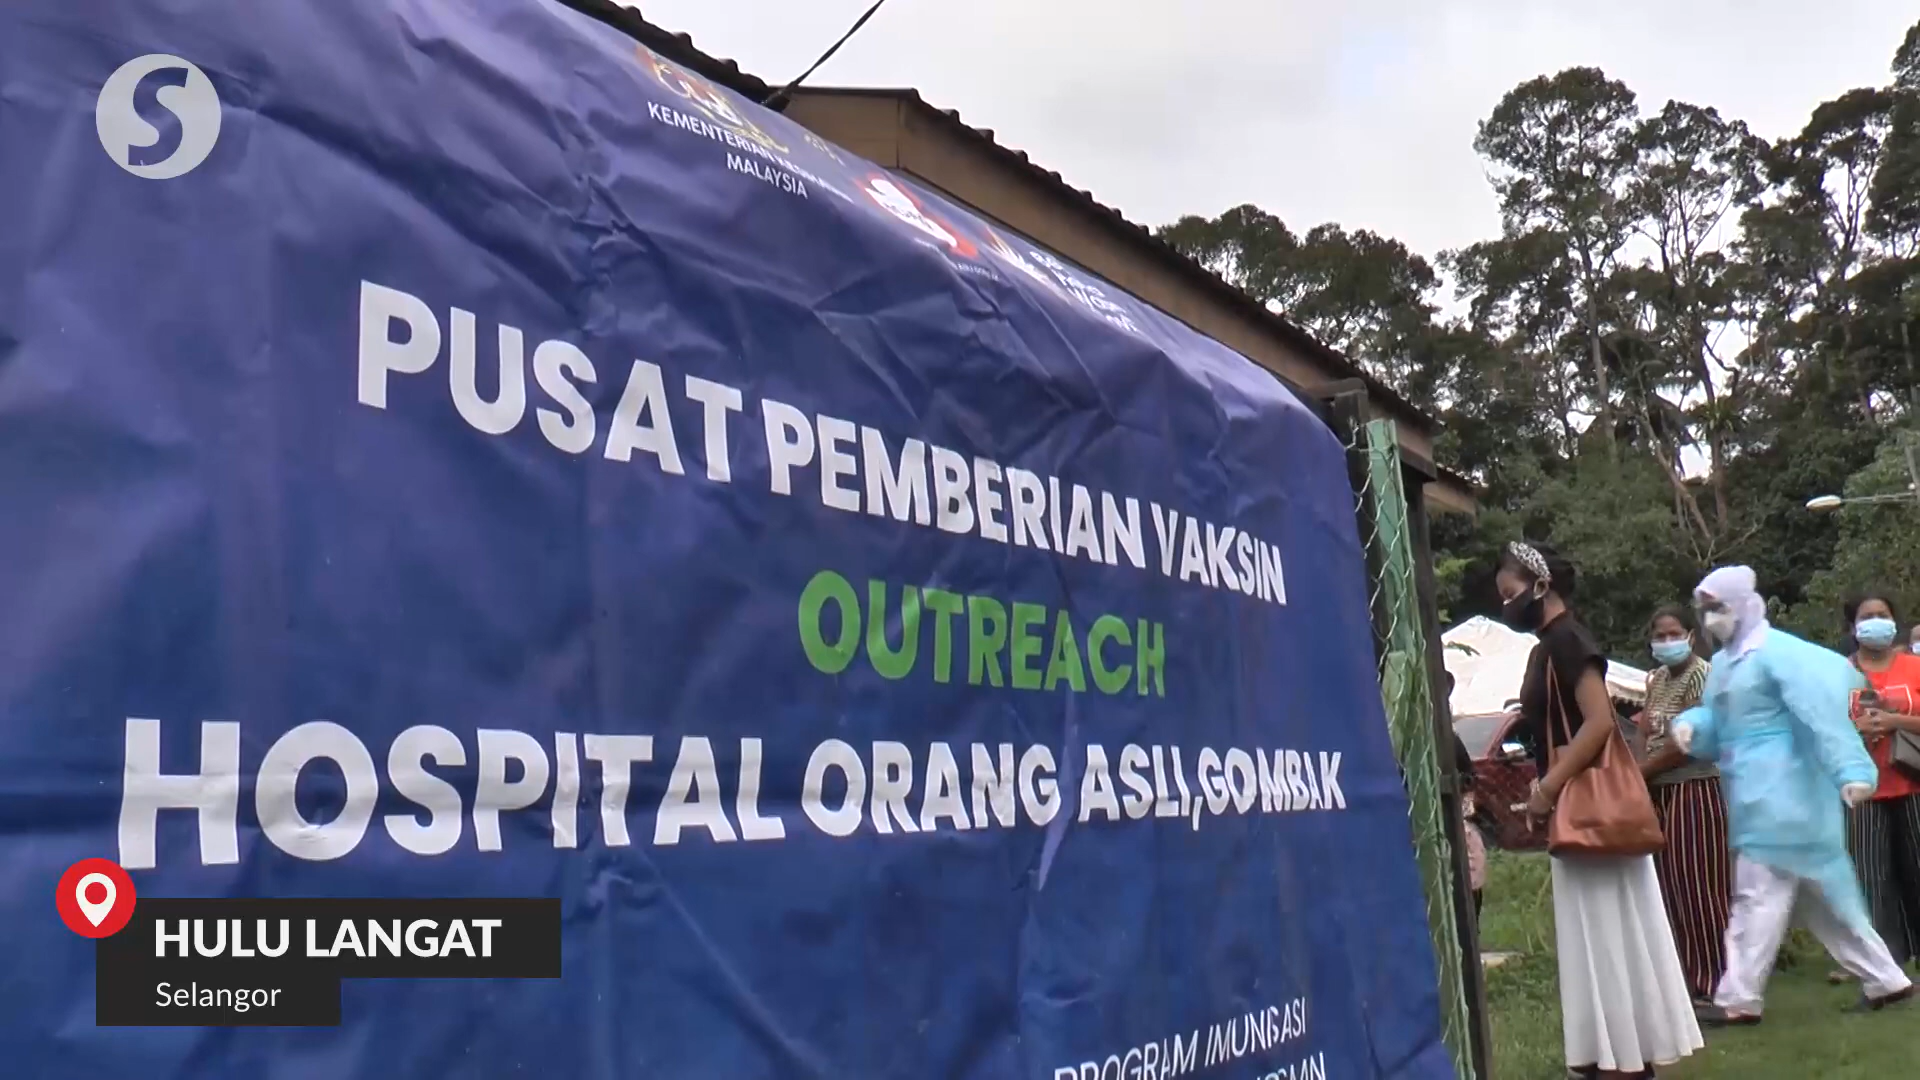 S
KEMENTERIAN
MALAYSIA
PUSAT PEMBERIAN VAKSIN
OUTREACH
HOSPITAL ORANG ASLI, GOMBAK
PROGRAM IMUNISASI
HULU LANGAT
Selangor